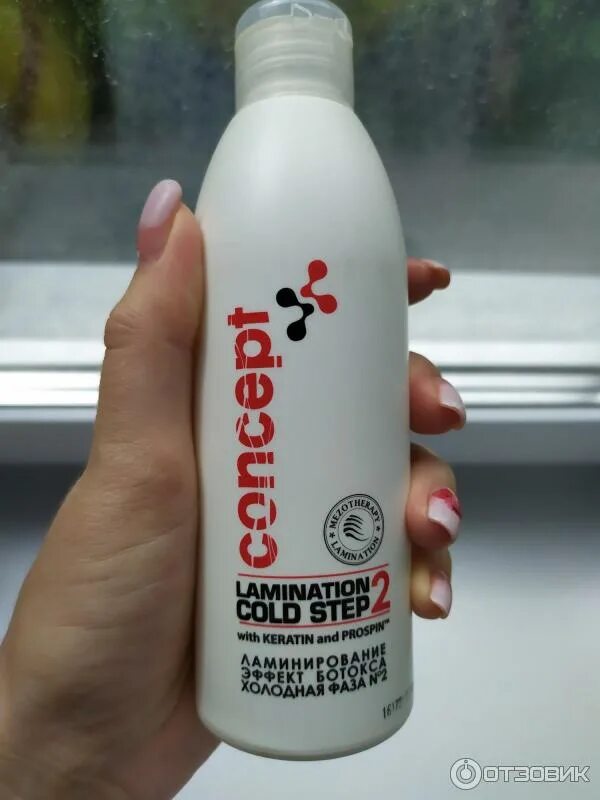 concept
MEZOTHERAPY
LAMINATION
LAMINATION
COLD STEP 2
with KERATIN and PROSPIN™
ЛАМИНИРОВАНИЕ
ЭФФЕКТ БОТОКСА
ХОЛОДНАЯ ФАЗА №2
ОТЗОВИК